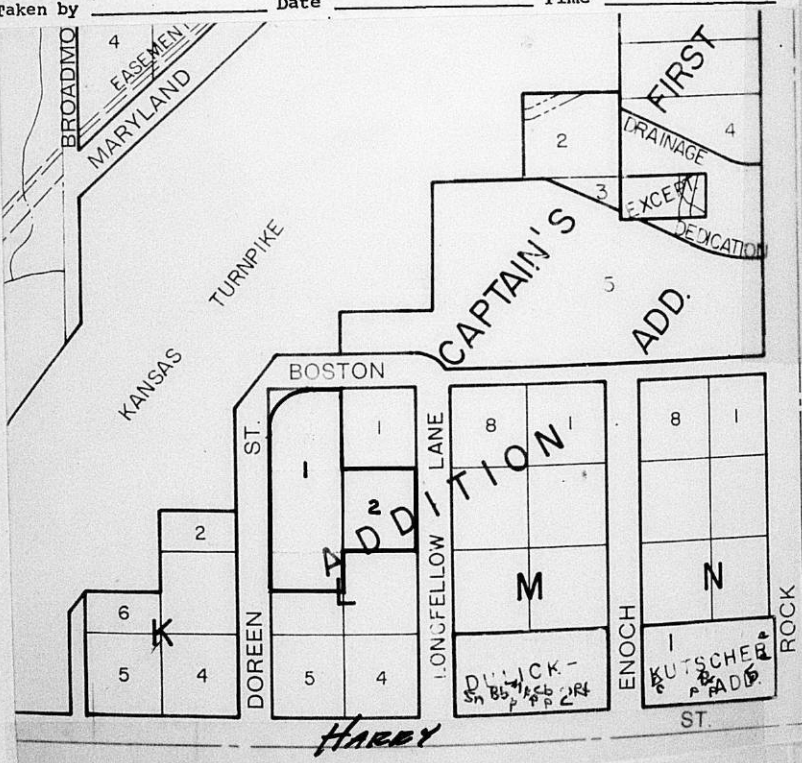 Taken by Date Time
BROADMO
4
EASEMENT
MARYLAND
FIRST
2
DRAINAGE
4
3
EXCEPT.
DEDICATION
KANSAS TURNPIKE
CAPTAIN'S ADD.
5
BOSTON
ST.
1
1
8
1
8
1
LONGFELLOW LANE
ADDITION
2
2
L
M
N
6
K
5
4
DOREEN
5
4
ENOCH
ROCK
1
KUTSCHER
ADD.
HARRY
ST.